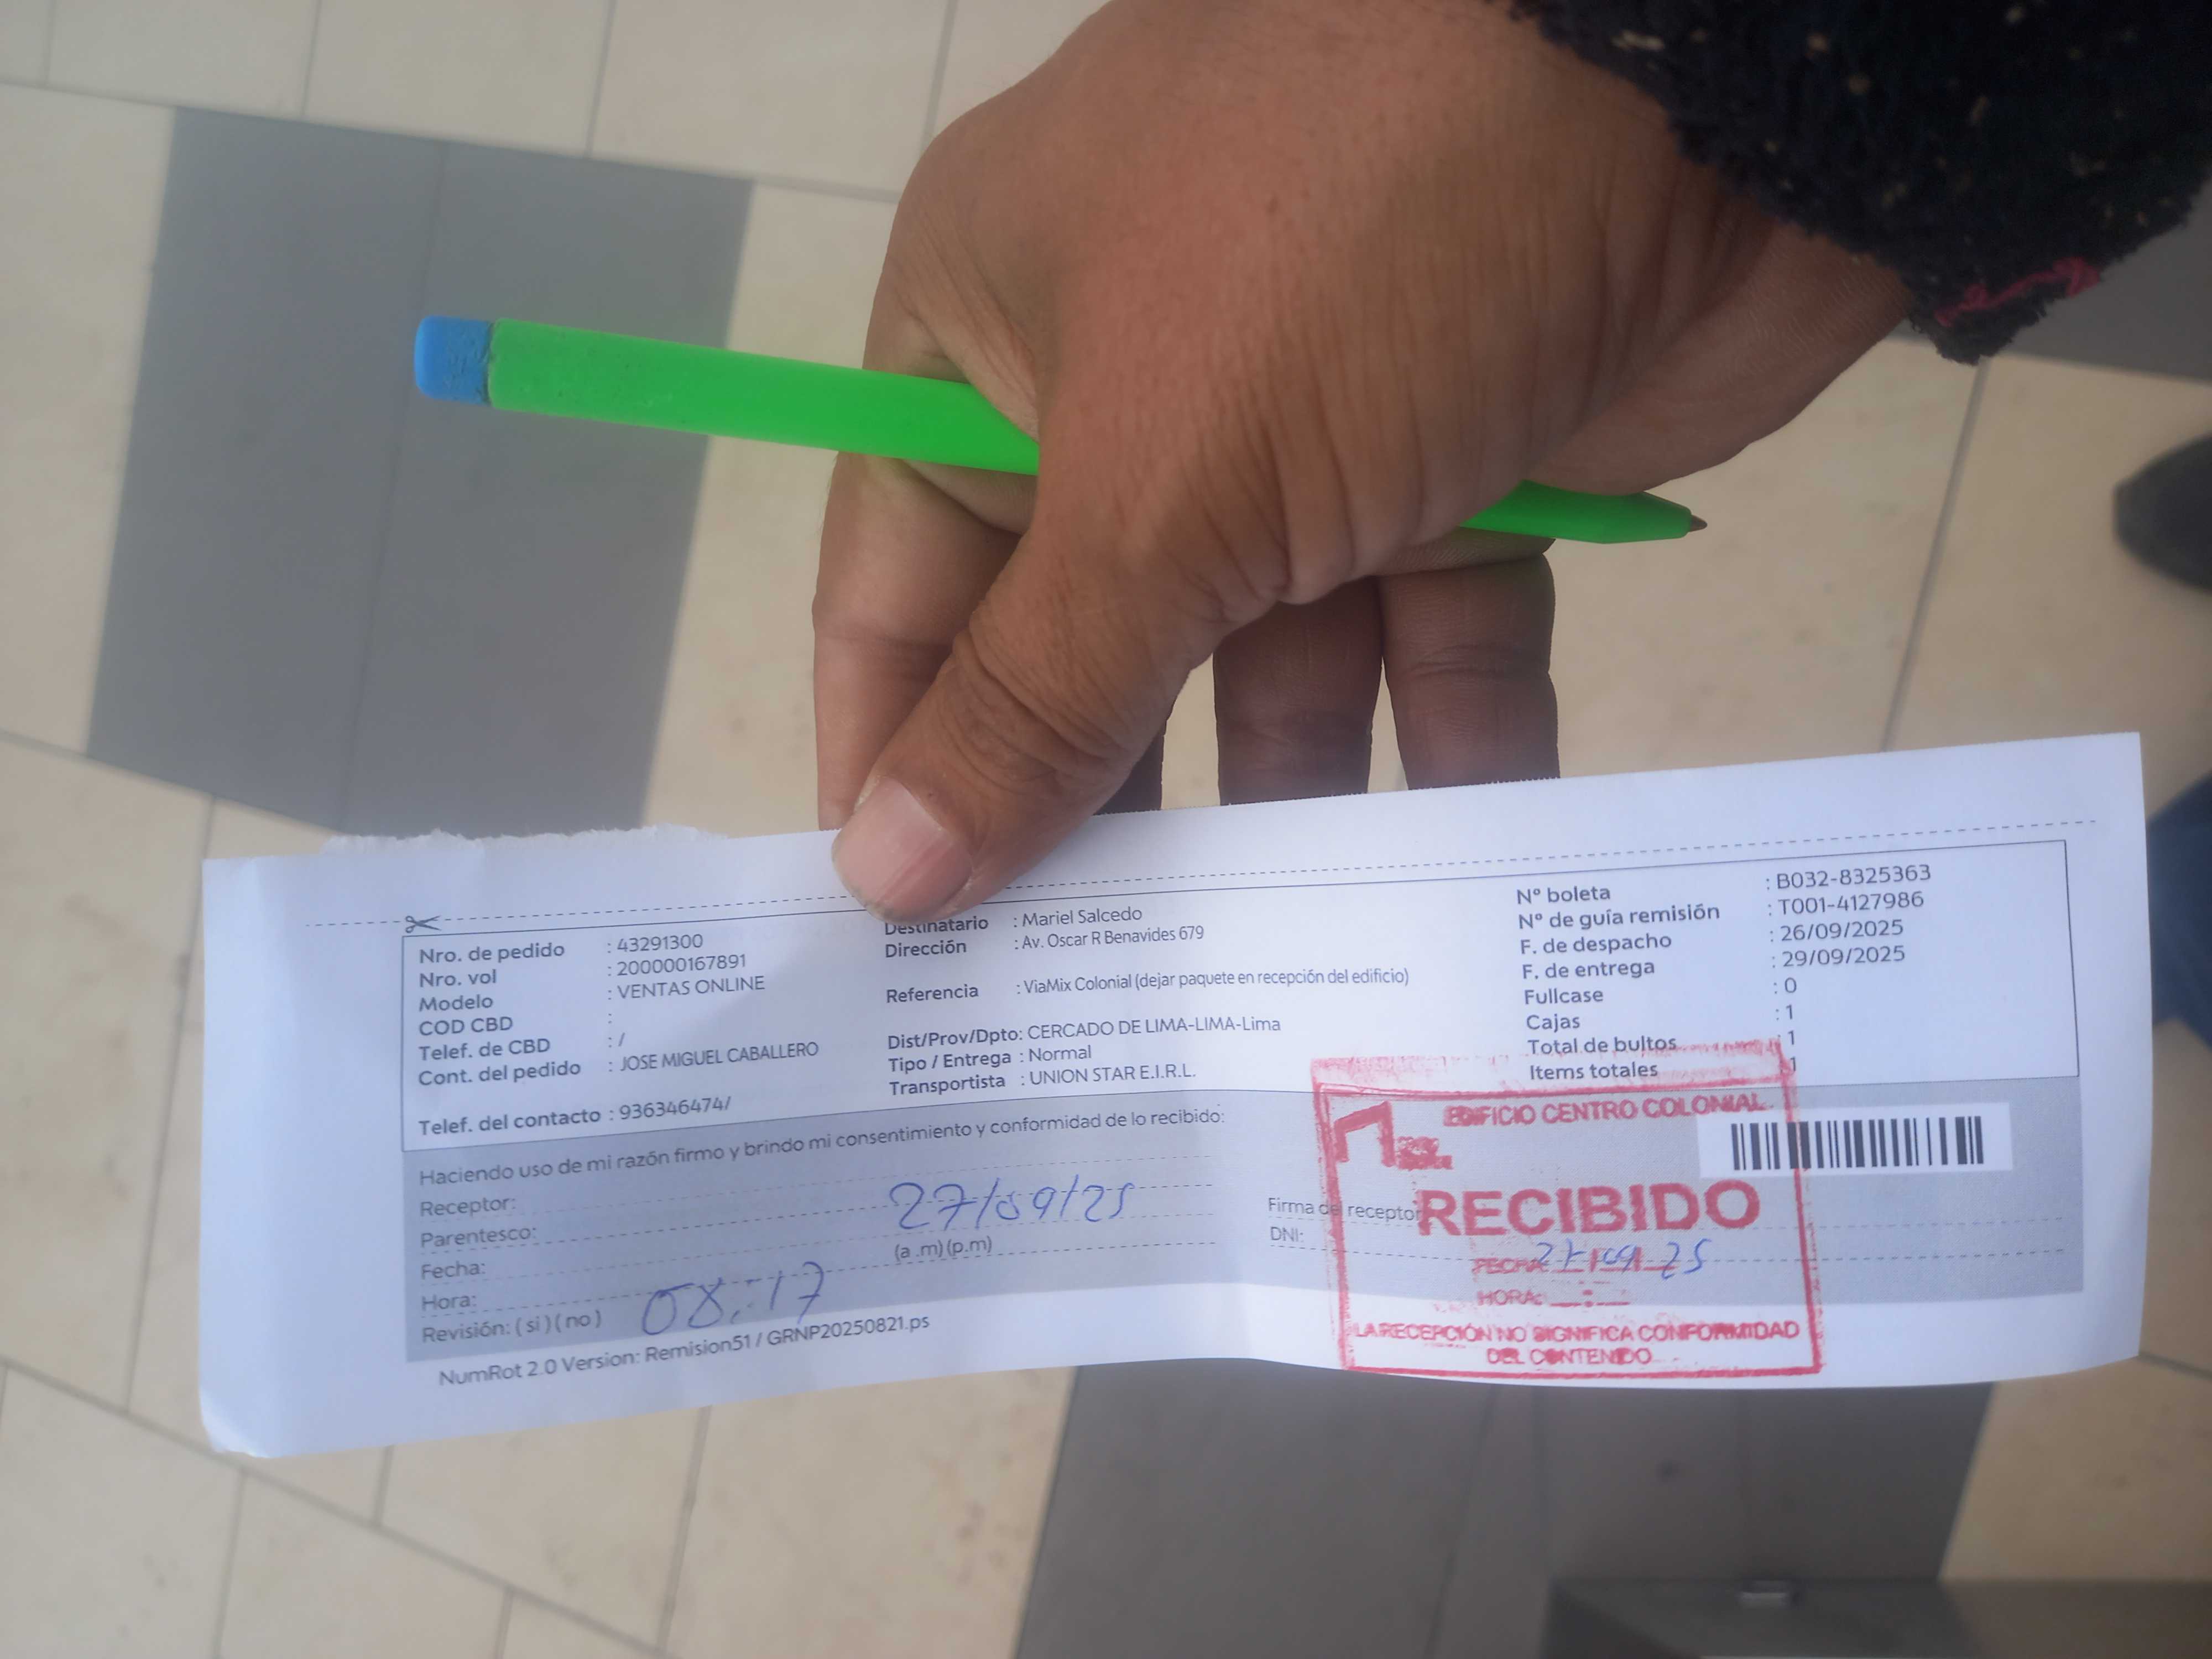 Nro. de pedido : 43291300
Nro. vol : 200000167891
Modelo : VENTAS ONLINE
COD CBD :
Telef. de CBD : /
Cont. del pedido : JOSE MIGUEL CABALLERO
Telef. del contacto : 936346474/
Destinatario : Mariel Salcedo
Dirección : Av. Oscar R Benavides 679
Referencia : ViaMix Colonial (dejar paquete en recepción del edificio)
Dist/Prov/Dpto: CERCADO DE LIMA-LIMA-Lima
Tipo / Entrega : Normal
Transportista : UNION STAR E.I.R.L.
Nº boleta : B032-8325363
Nº de guía remisión : T001-4127986
F. de despacho : 26/09/2025
F. de entrega : 29/09/2025
Fullcase : 0
Cajas : 1
Total de bultos : 1
Items totales : 1
Haciendo uso de mi razón firmo y brindo mi consentimiento y conformidad de lo recibido:
Receptor:
Parentesco:
Fecha: 27/09/25
Hora: 08:17 (a .m) (p.m)
Revisión: ( si ) ( no )
Firma del receptor
DNI:
EDIFICIO CENTRO COLONIAL
RECIBIDO
FECHA: 27/09/25
HORA: __:__
LA RECEPCIÓN NO SIGNIFICA CONFORMIDAD
DEL CONTENIDO
NumRot 2.0 Version: Remision51 / GRNP20250821.ps